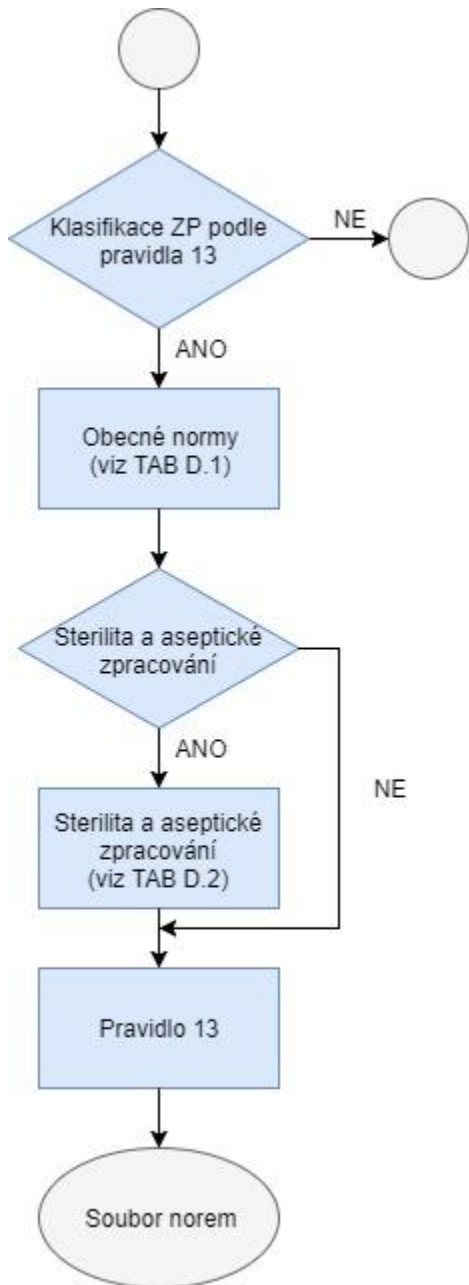 Klasifikace ZP podle
pravidla 13
NE
ANO
Obecné normy
(viz TAB D.1)
Sterilita a aseptické
zpracování
ANO
NE
Sterilita a aseptické
zpracování
(viz TAB D.2)
Pravidlo 13
Soubor norem